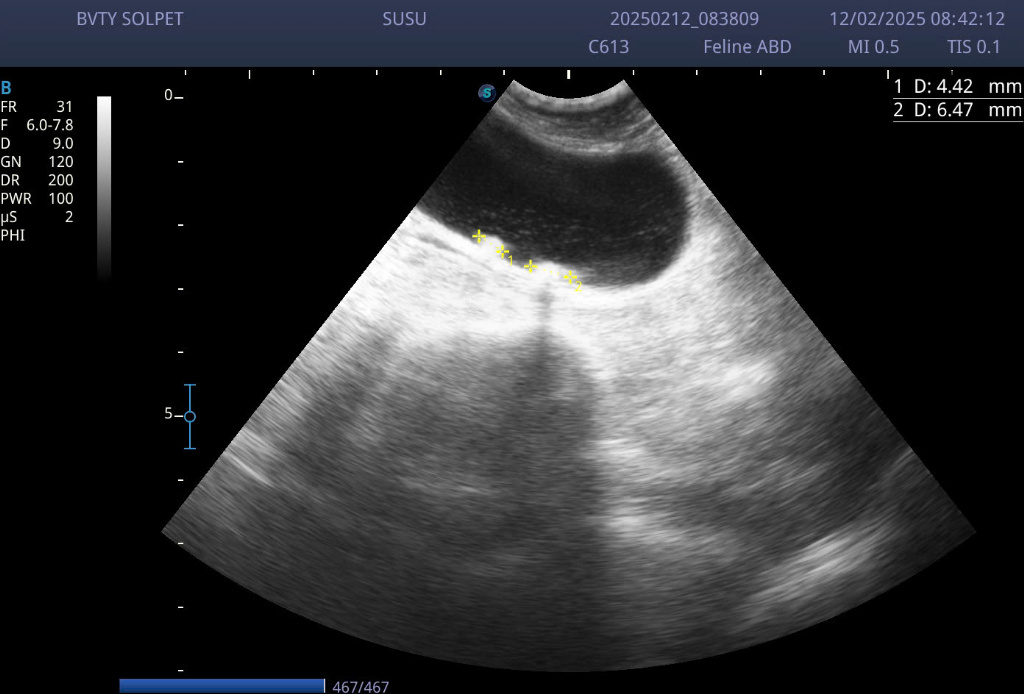 BVTY SOLPET SUSU 20250212_083809 12/02/2025 08:42:12
C613 Feline ABD MI 0.5 TIS 0.1
B
FR 31
F 6.0-7.8
D 9.0
GN 120
DR 200
PWR 100
µS 2
PHI
0
S
1 D: 4.42 mm
2 D: 6.47 mm
1
2
5
467/467